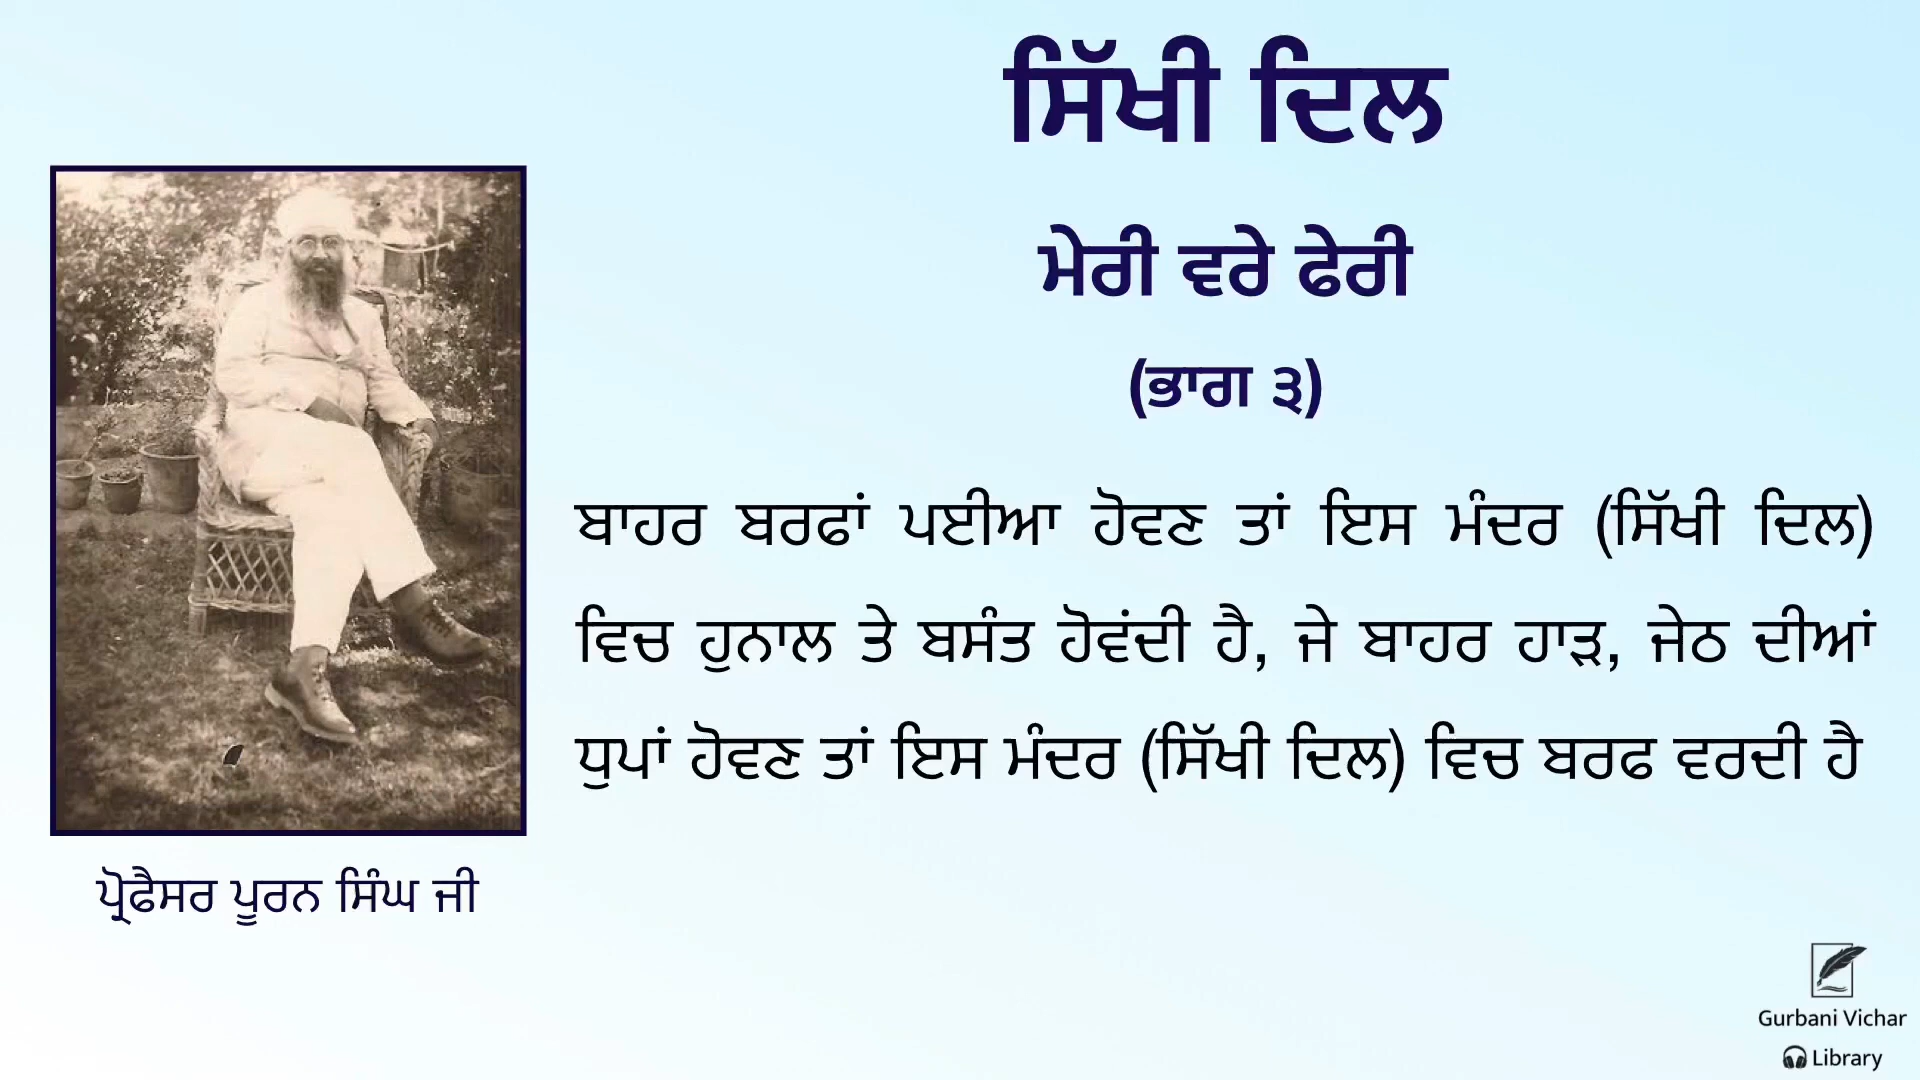 ਸਿੱਖੀ ਦਿਲ
ਮੇਰੀ ਵਰੇ ਫੇਰੀ
(ਭਾਗ ੩)
ਬਾਹਰ ਬਰਫਾਂ ਪਈਆ ਹੋਵਣ ਤਾਂ ਇਸ ਮੰਦਰ (ਸਿੱਖੀ ਦਿਲ)
ਵਿਚ ਹੁਨਾਲ ਤੇ ਬਸੰਤ ਹੋਵਂਦੀ ਹੈ, ਜੇ ਬਾਹਰ ਹਾੜ, ਜੇਠ ਦੀਆਂ
ਧੁਪਾਂ ਹੋਵਣ ਤਾਂ ਇਸ ਮੰਦਰ (ਸਿੱਖੀ ਦਿਲ) ਵਿਚ ਬਰਫ ਵਰਦੀ ਹੈ
ਪ੍ਰੋਫੈਸਰ ਪੂਰਨ ਸਿੰਘ ਜੀ
Gurbani Vichar
Library